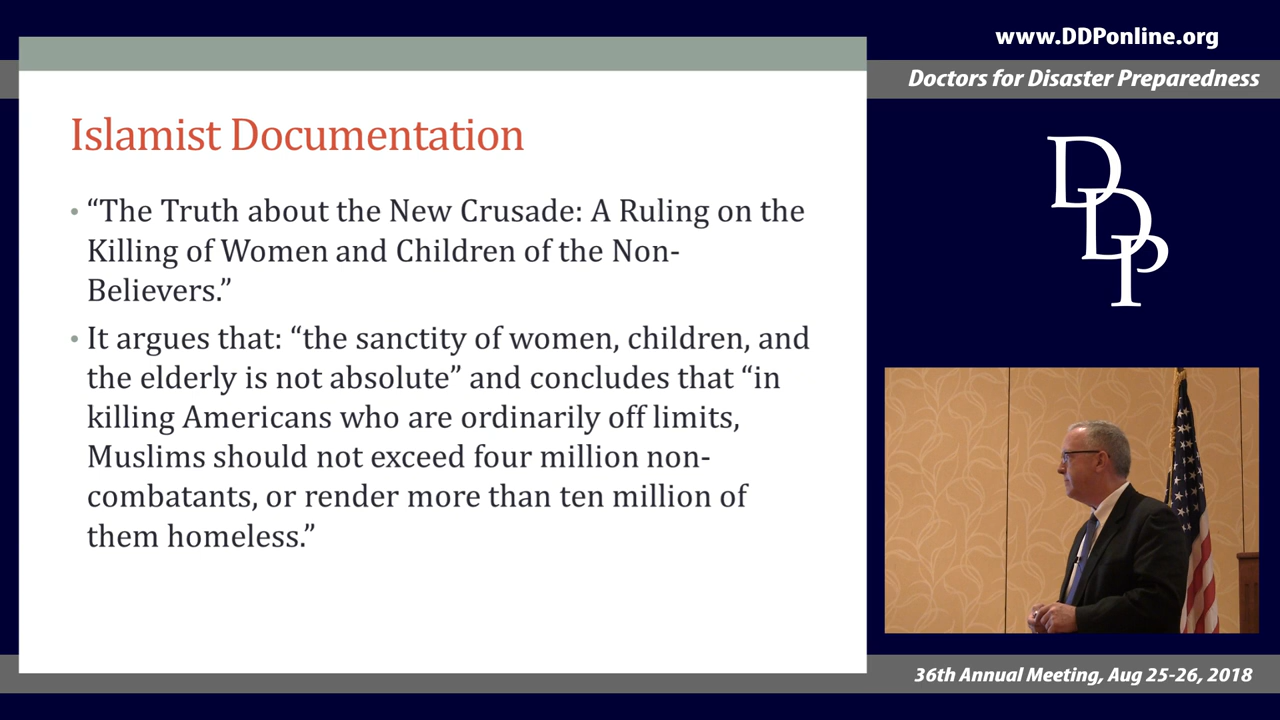 www.DDPonline.org
Doctors for Disaster Preparedness
Islamist Documentation
• “The Truth about the New Crusade: A Ruling on the
Killing of Women and Children of the Non-
Believers.”
• It argues that: “the sanctity of women, children, and
the elderly is not absolute” and concludes that “in
killing Americans who are ordinarily off limits,
Muslims should not exceed four million non-
combatants, or render more than ten million of
them homeless.”
DDP
36th Annual Meeting, Aug 25-26, 2018